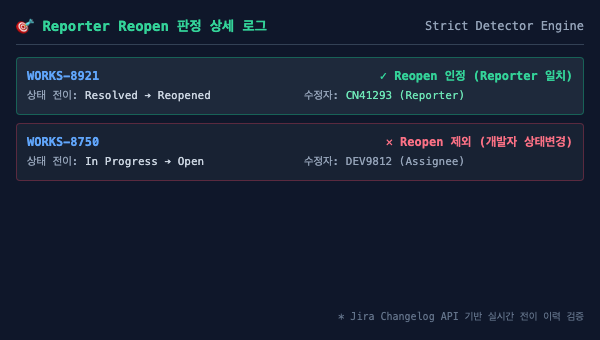 🎯 Reporter Reopen 판정 상세 로그 Strict Detector Engine
WORKS-8921 ✓ Reopen 인정 (Reporter 일치)
상태 전이: Resolved → Reopened 수정자: CN41293 (Reporter)
WORKS-8750 × Reopen 제외 (개발자 상태변경)
상태 전이: In Progress → Open 수정자: DEV9812 (Assignee)
* Jira Changelog API 기반 실시간 전이 이력 검증